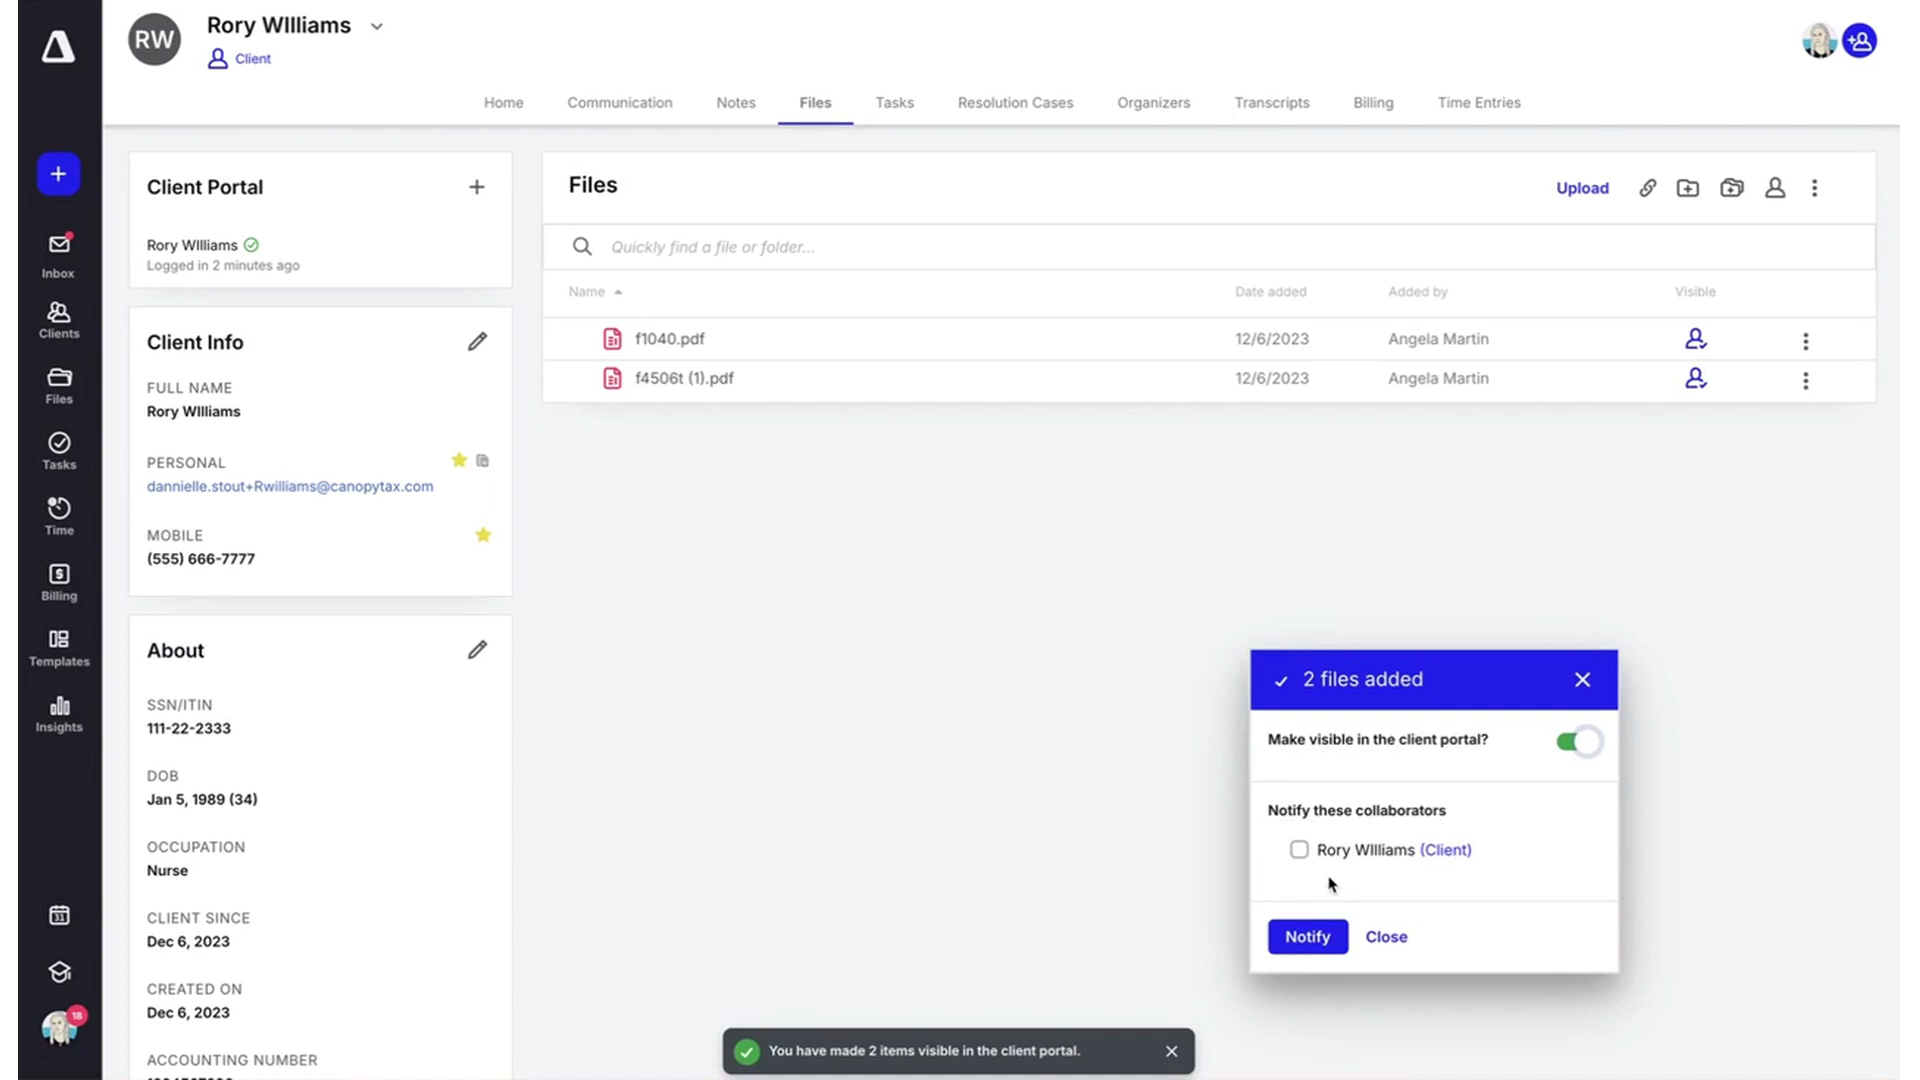 RW
Rory WIlliams
Client
Home
Communication
Notes
Files
Tasks
Resolution Cases
Organizers
Transcripts
Billing
Time Entries
Inbox
Clients
Files
Tasks
Time
Billing
Templates
Insights
31
18
Client Portal
Rory WIlliams
Logged in 2 minutes ago
Client Info
FULL NAME
Rory WIlliams
PERSONAL
dannielle.stout+Rwilliams@canopytax.com
MOBILE
(555) 666-7777
About
SSN/ITIN
111-22-2333
DOB
Jan 5, 1989 (34)
OCCUPATION
Nurse
CLIENT SINCE
Dec 6, 2023
CREATED ON
Dec 6, 2023
ACCOUNTING NUMBER
Files
Upload
Quickly find a file or folder...
Name
Date added
Added by
Visible
f1040.pdf
12/6/2023
Angela Martin
f4506t (1).pdf
12/6/2023
Angela Martin
2 files added
Make visible in the client portal?
Notify these collaborators
Rory WIlliams (Client)
Notify
Close
You have made 2 items visible in the client portal.